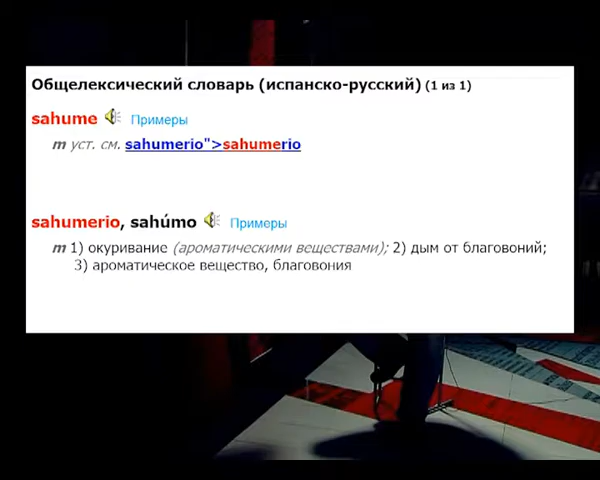 Общелексический словарь (испанско-русский) (1 из 1)
sahume Примеры
m уст. см. sahumerio">sahumerio
sahumerio, sahúmo Примеры
m 1) окуривание (ароматическими веществами); 2) дым от благовоний;
3) ароматическое вещество, благовония